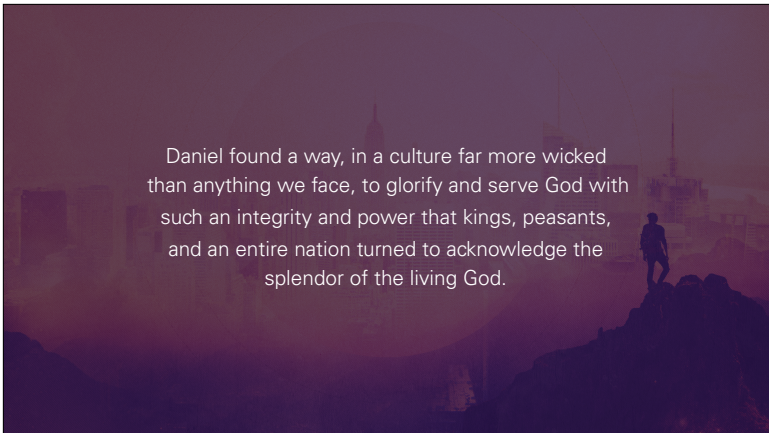 Daniel found a way, in a culture far more wicked
than anything we face, to glorify and serve God with
such an integrity and power that kings, peasants,
and an entire nation turned to acknowledge the
splendor of the living God.